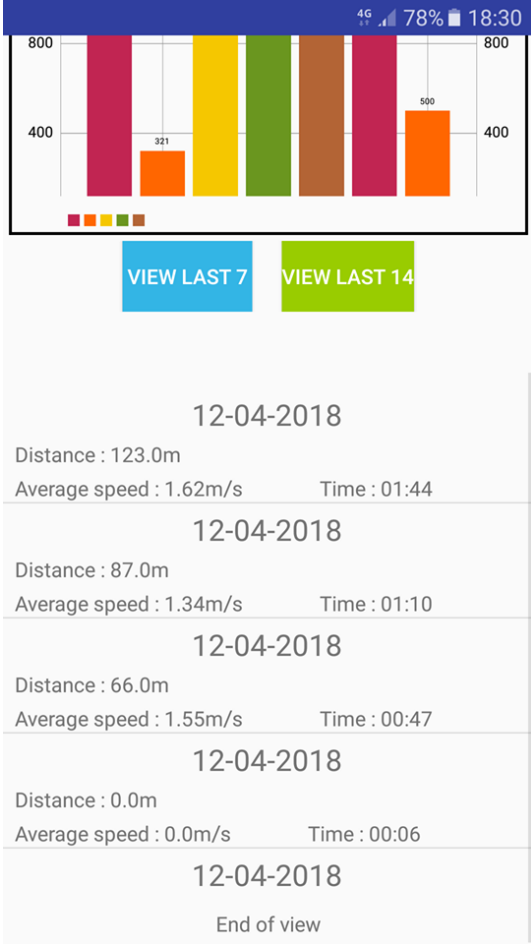 4G 78% 18:30
800 800
500
400 321 400
VIEW LAST 7 VIEW LAST 14
12-04-2018
Distance : 123.0m
Average speed : 1.62m/s Time : 01:44
12-04-2018
Distance : 87.0m
Average speed : 1.34m/s Time : 01:10
12-04-2018
Distance : 66.0m
Average speed : 1.55m/s Time : 00:47
12-04-2018
Distance : 0.0m
Average speed : 0.0m/s Time : 00:06
12-04-2018
End of view